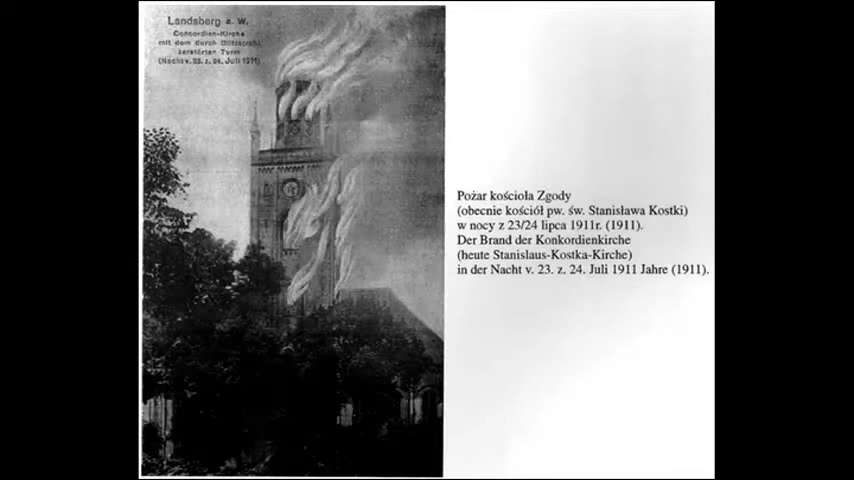 Landsberg a. W.
Concordien-Kirche
mit dem durch Blitzstrahl
zerstörten Turm
(Nacht v. 23. z. 24. Juli 1911)
Pożar kościoła Zgody
(obecnie kościół pw. św. Stanisława Kostki)
w nocy z 23/24 lipca 1911r. (1911).
Der Brand der Konkordienkirche
(heute Stanislaus-Kostka-Kirche)
in der Nacht v. 23. z. 24. Juli 1911 Jahre (1911).